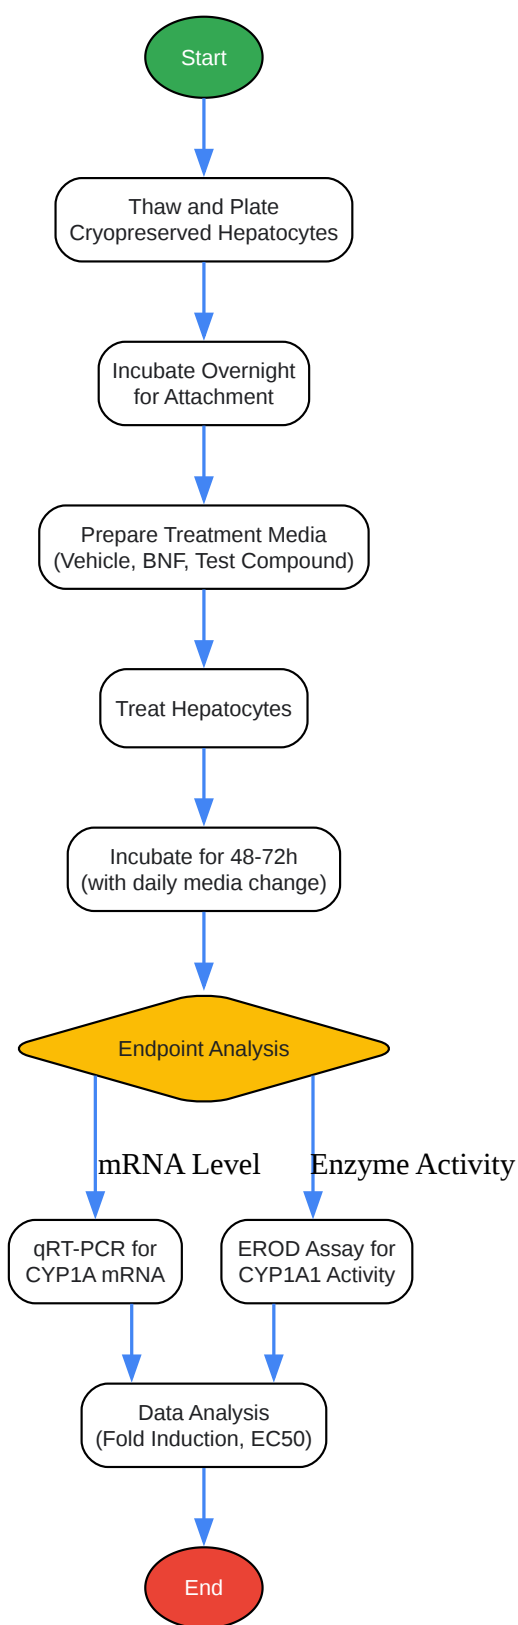 Start
Thaw and Plate
Cryopreserved Hepatocytes
Incubate Overnight
for Attachment
Prepare Treatment Media
(Vehicle, BNF, Test Compound)
Treat Hepatocytes
Incubate for 48-72h
(with daily media change)
Endpoint Analysis
mRNA Level
Enzyme Activity
qRT-PCR for
CYP1A mRNA
EROD Assay for
CYP1A1 Activity
Data Analysis
(Fold Induction, EC50)
End